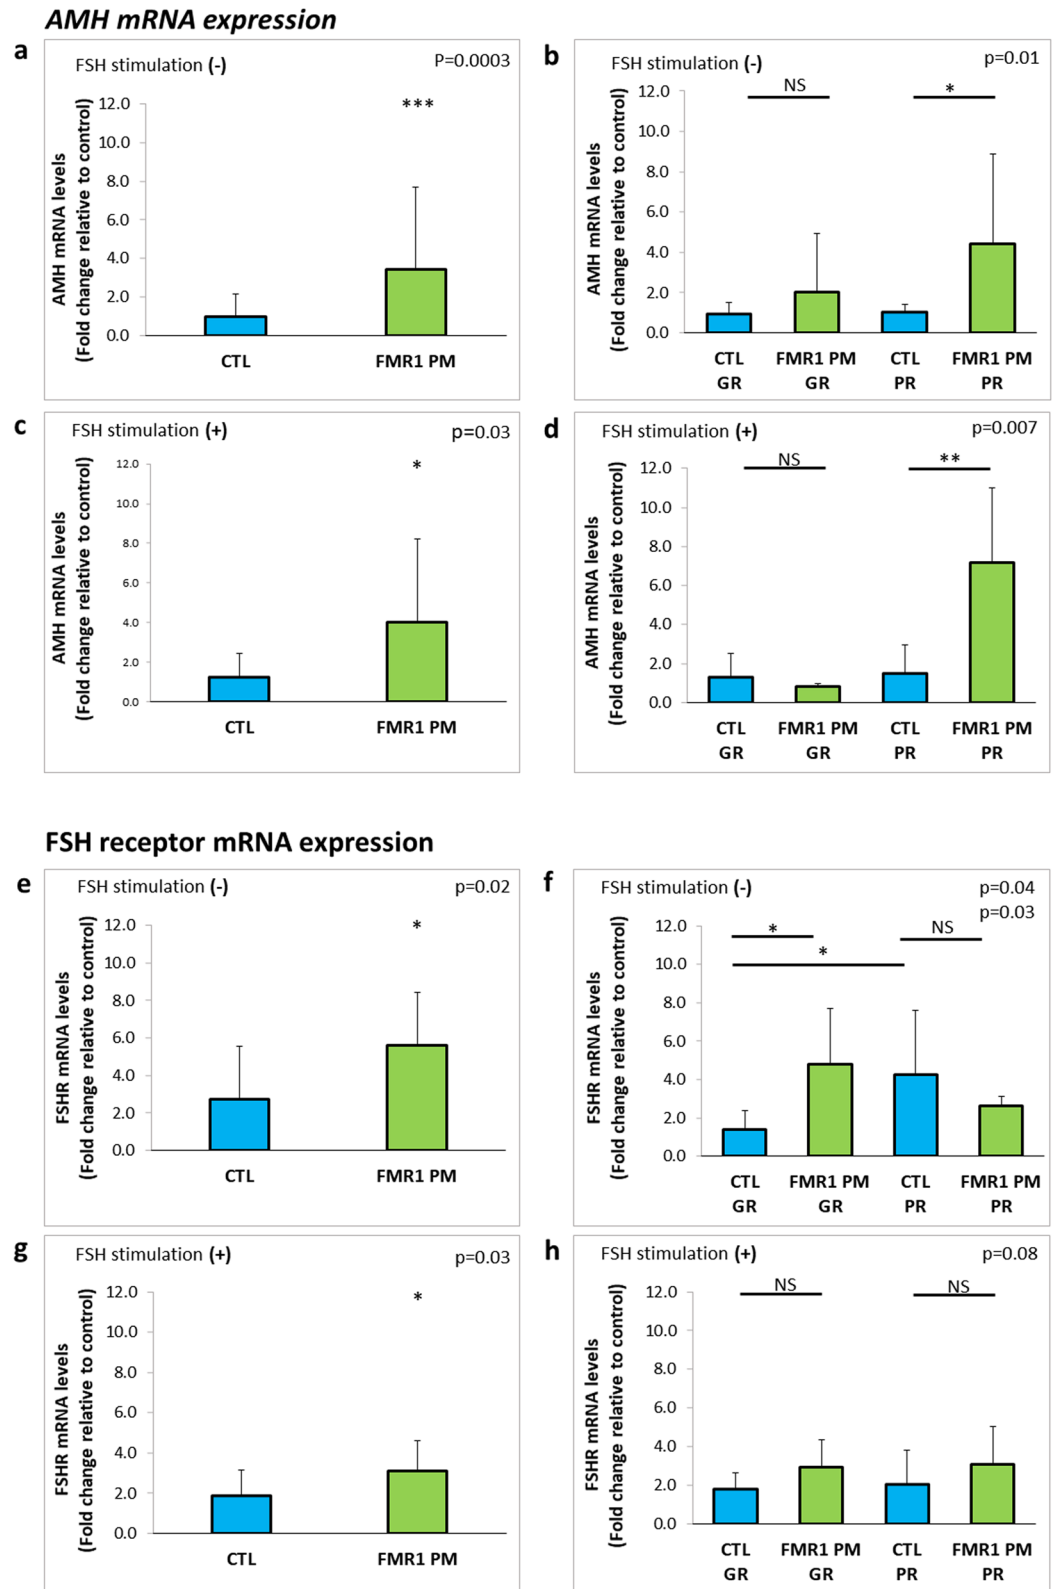 AMH mRNA expression
a
FSH stimulation (-)
P=0.0003
***
AMH mRNA levels
(Fold change relative to control)
12.0
10.0
8.0
6.0
4.0
2.0
0.0
CTL
FMR1 PM
b
FSH stimulation (-)
p=0.01
NS
*
AMH mRNA levels
(Fold change relative to control)
12.0
10.0
8.0
6.0
4.0
2.0
0.0
CTL
GR
FMR1 PM
GR
CTL
PR
FMR1 PM
PR
c
FSH stimulation (+)
p=0.03
*
AMH mRNA levels
(Fold change relative to control)
12.0
10.0
8.0
6.0
4.0
2.0
0.0
CTL
FMR1 PM
d
FSH stimulation (+)
p=0.007
NS
**
AMH mRNA levels
(Fold change relative to control)
12.0
10.0
8.0
6.0
4.0
2.0
0.0
CTL
GR
FMR1 PM
GR
CTL
PR
FMR1 PM
PR
FSH receptor mRNA expression
e
FSH stimulation (-)
p=0.02
*
FSHR mRNA levels
(Fold change relative to control)
12.0
10.0
8.0
6.0
4.0
2.0
0.0
CTL
FMR1 PM
f
FSH stimulation (-)
p=0.04
p=0.03
*
*
NS
FSHR mRNA levels
(Fold change relative to control)
12.0
10.0
8.0
6.0
4.0
2.0
0.0
CTL
GR
FMR1 PM
GR
CTL
PR
FMR1 PM
PR
g
FSH stimulation (+)
p=0.03
*
FSHR mRNA levels
(Fold change relative to control)
12.0
10.0
8.0
6.0
4.0
2.0
0.0
CTL
FMR1 PM
h
FSH stimulation (+)
p=0.08
NS
NS
FSHR mRNA levels
(Fold change relative to control)
12.0
10.0
8.0
6.0
4.0
2.0
0.0
CTL
GR
FMR1 PM
GR
CTL
PR
FMR1 PM
PR